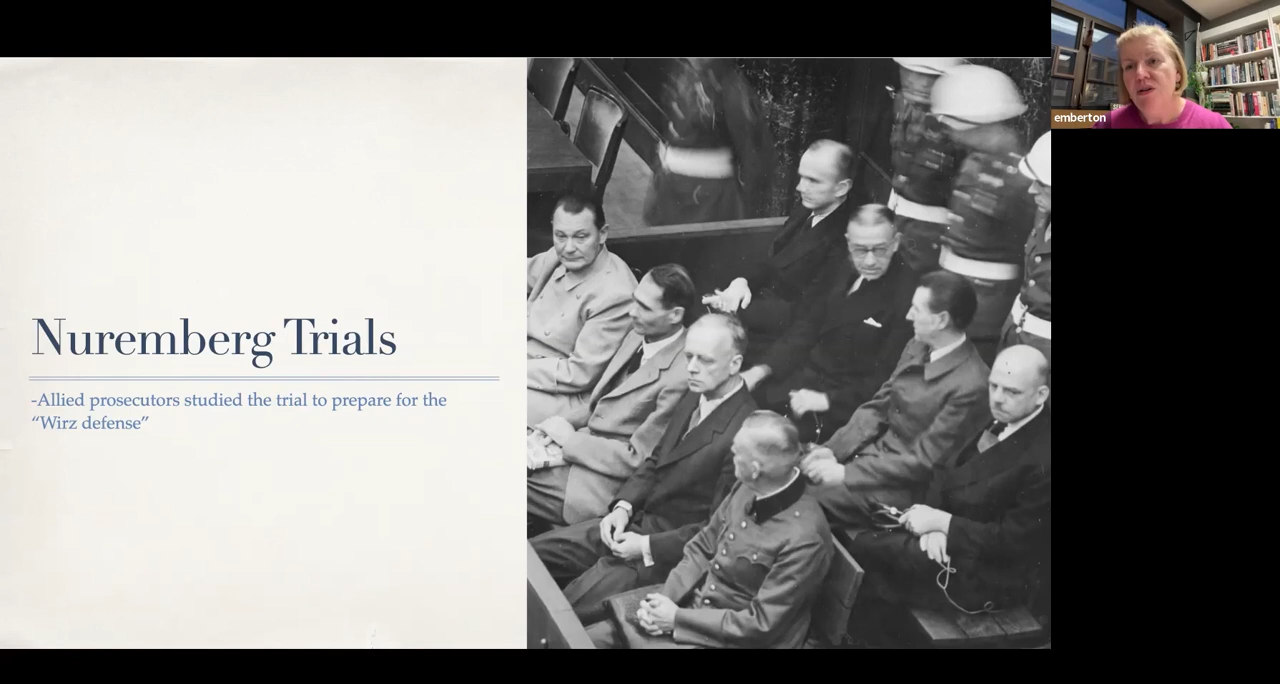 emberton
Nuremberg Trials
-Allied prosecutors studied the trial to prepare for the
“Wirz defense”